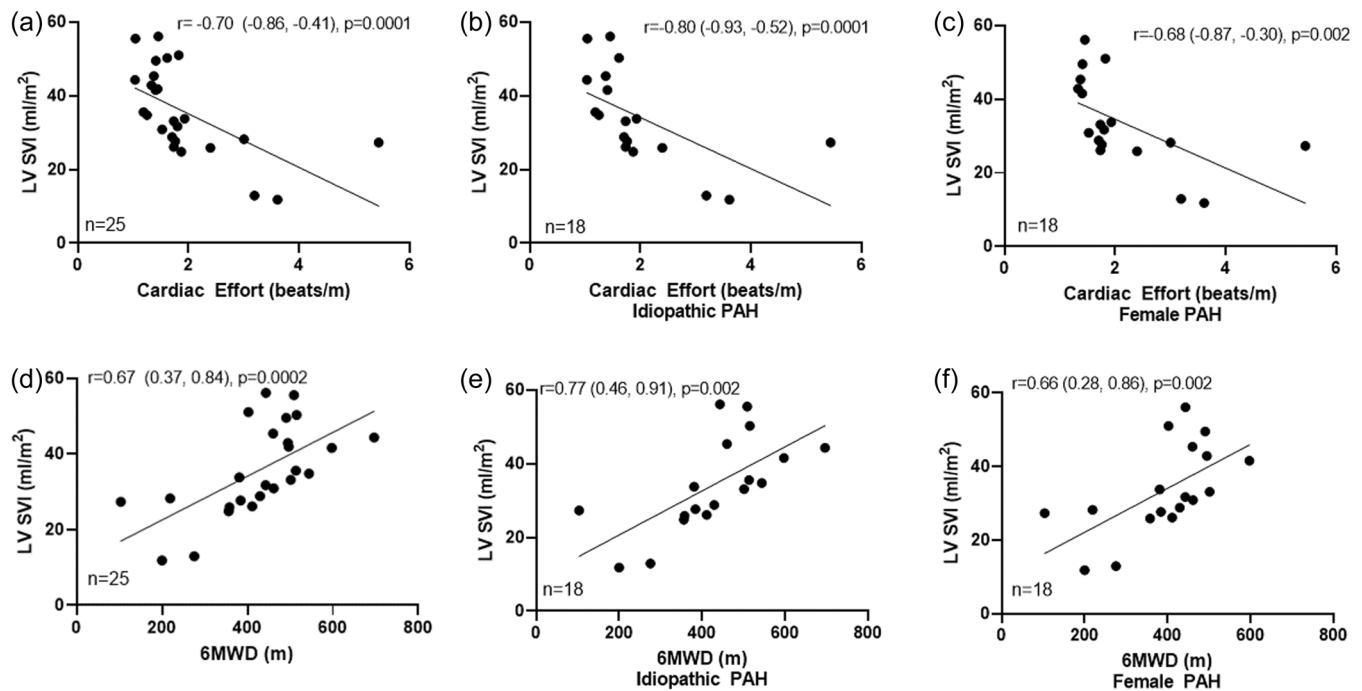 (a)
r= -0.70 (-0.86, -0.41), p=0.0001
60
40
20
0
LV SVI (ml/m²)
n=25
0 2 4 6
Cardiac Effort (beats/m)
(b)
r=-0.80 (-0.93, -0.52), p=0.0001
60
40
20
0
LV SVI (ml/m²)
n=18
0 2 4 6
Cardiac Effort (beats/m)
Idiopathic PAH
(c)
r=-0.68 (-0.87, -0.30), p=0.002
60
40
20
0
LV SVI (ml/m²)
n=18
0 2 4 6
Cardiac Effort (beats/m)
Female PAH
(d)
r=0.67 (0.37, 0.84), p=0.0002
60
40
20
0
LV SVI (ml/m²)
n=25
0 200 400 600 800
6MWD (m)
(e)
r=0.77 (0.46, 0.91), p=0.002
60
40
20
0
LV SVI (ml/m²)
n=18
0 200 400 600 800
6MWD (m)
Idiopathic PAH
(f)
r=0.66 (0.28, 0.86), p=0.002
60
40
20
0
LV SVI (ml/m²)
n=18
0 200 400 600 800
6MWD (m)
Female PAH